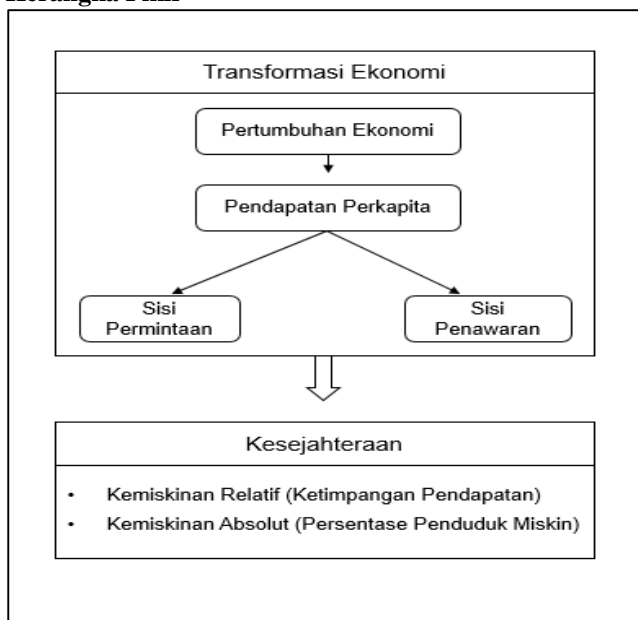 Transformasi Ekonomi
Pertumbuhan Ekonomi
Pendapatan Perkapita
Sisi
Permintaan
Sisi
Penawaran
Kesejahteraan
• Kemiskinan Relatif (Ketimpangan Pendapatan)
• Kemiskinan Absolut (Persentase Penduduk Miskin)